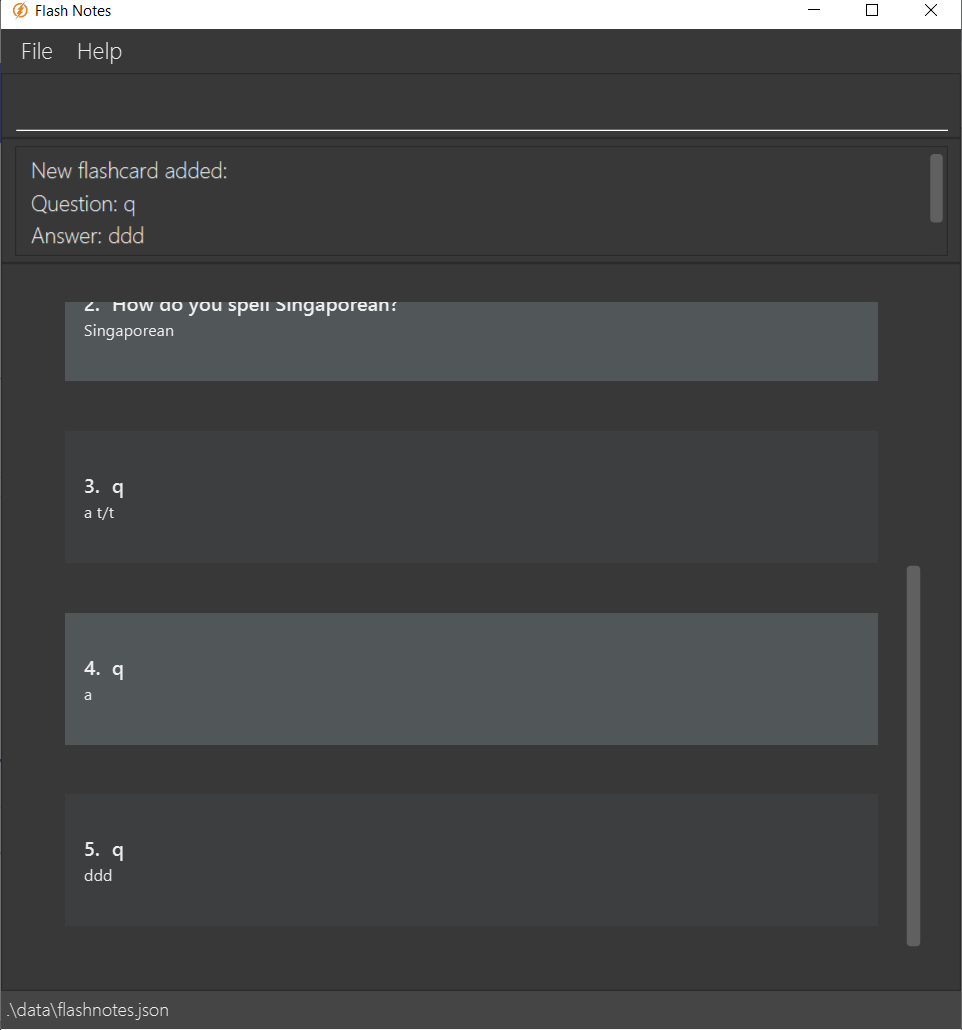 Flash Notes
File Help
New flashcard added:
Question: q
Answer: ddd
2. How do you spell Singaporean?
Singaporean
3. q
a t/t
4. q
a
5. q
ddd
.\data\flashnotes.json